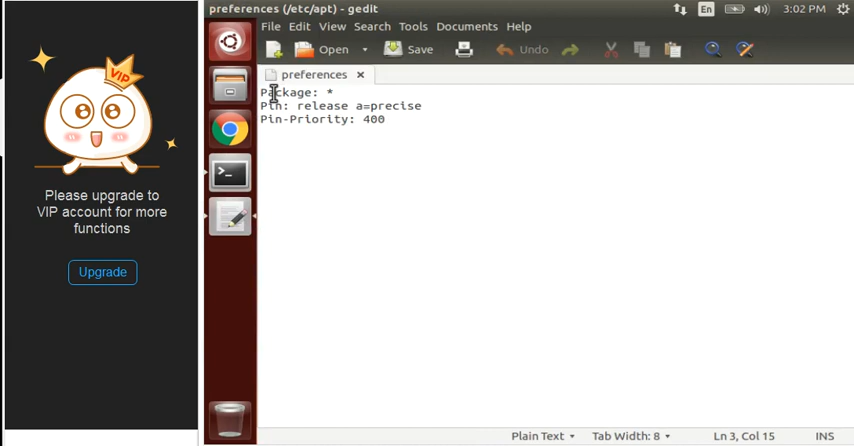 VIP
Please upgrade to
VIP account for more
functions
Upgrade
preferences (/etc/apt) - gedit
En
3:02 PM
File Edit View Search Tools Documents Help
Open Save Undo
preferences
Package: *
Pin: release a=precise
Pin-Priority: 400
Plain Text Tab Width: 8 Ln 3, Col 15 INS